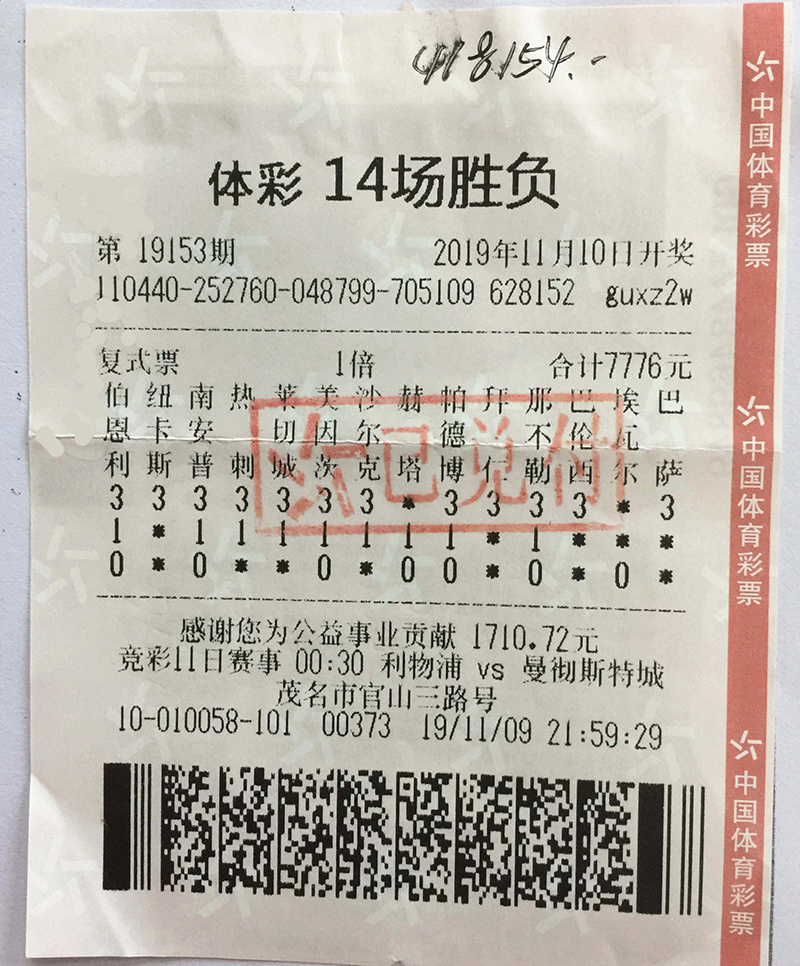 418154.-
体彩 14场胜负
第 19153期 2019年11月10日开奖
110440-252760-048799-705109 628152 guxz2w
复式票 1倍 合计7776元
伯 纽 南 热 莱 美 沙 赫 帕 拜 那 巴 埃 巴
恩 卡 安 切 因 尔 德 不 伦 瓦
利 斯 普 刺 城 茨 克 塔 博 仁 勒 西 尔 萨
3 3 3 3 3 3 3 * 3 3 3 3 * 3
1 * 1 1 1 1 1 1 1 * 1 * * *
0 * 0 * * 0 * 0 0 * 0 * 0 *
已兑付
感谢您为公益事业贡献 1710.72元
竞彩11日赛事 00:30 利物浦 vs 曼彻斯特城
茂名市官山三路号
10-010058-101 00373 19/11/09 21:59:29
中国体育彩票
中国体育彩票
中国体育彩票